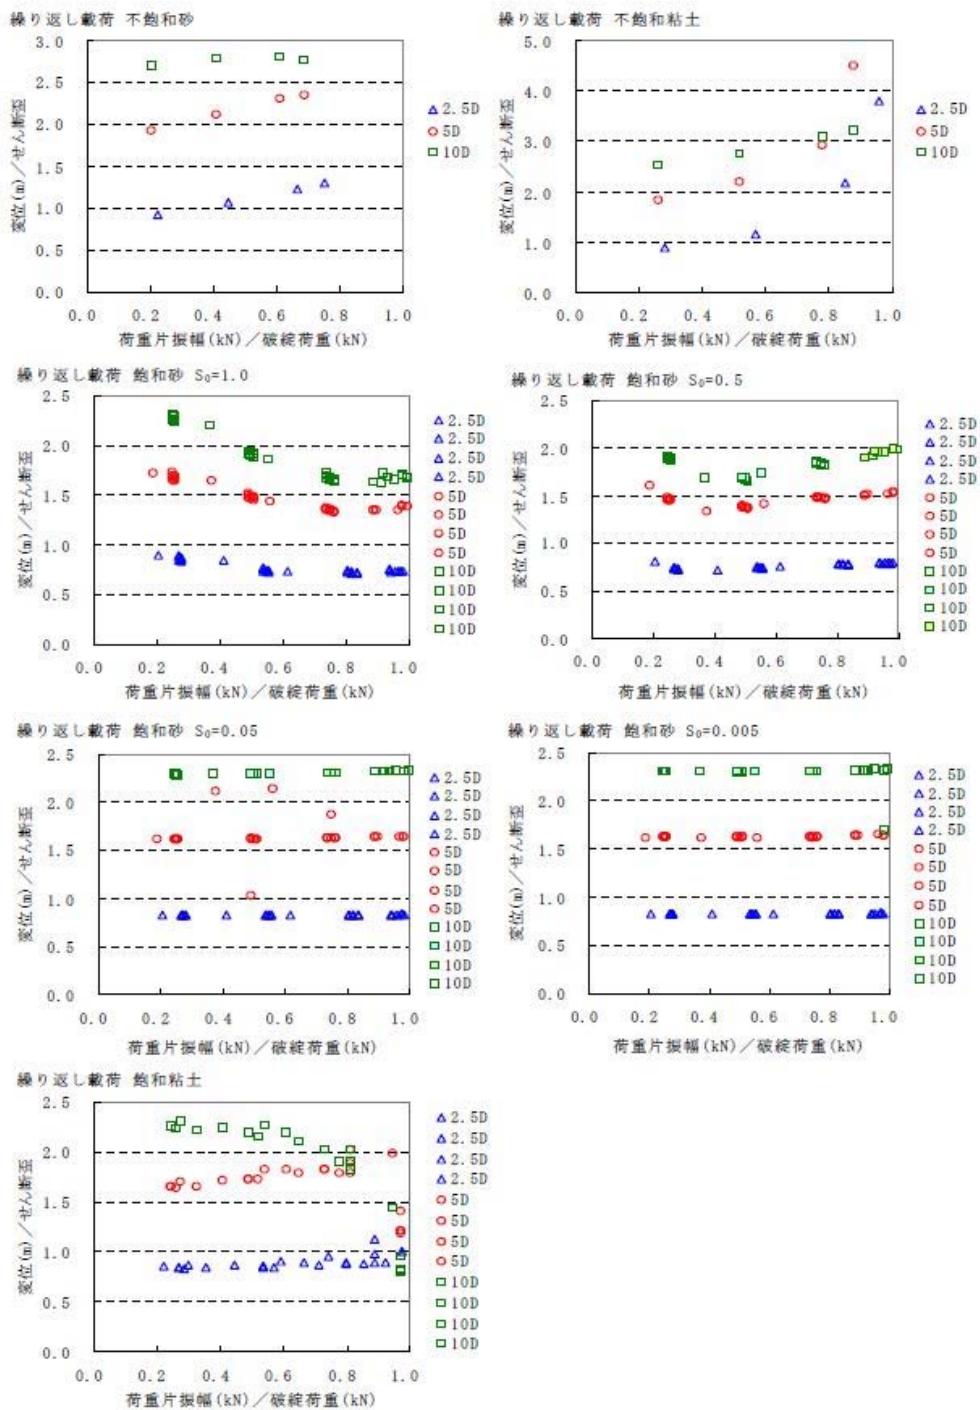 繰り返し載荷 不飽和砂
変位(m)／せん断歪
3.0
2.5
2.0
1.5
1.0
0.5
0.0
0.0 0.2 0.4 0.6 0.8 1.0
荷重片振幅(kN)／破綻荷重(kN)
2.5D
5D
10D
繰り返し載荷 不飽和粘土
変位(m)／せん断歪
5.0
4.0
3.0
2.0
1.0
0.0
0.0 0.2 0.4 0.6 0.8 1.0
荷重片振幅(kN)／破綻荷重(kN)
2.5D
5D
10D
繰り返し載荷 飽和砂 S₀=1.0
変位(m)／せん断歪
2.5
2.0
1.5
1.0
0.5
0.0
0.0 0.2 0.4 0.6 0.8 1.0
荷重片振幅(kN)／破綻荷重(kN)
2.5D
2.5D
2.5D
2.5D
5D
5D
5D
5D
10D
10D
10D
10D
繰り返し載荷 飽和砂 S₀=0.5
変位(m)／せん断歪
2.5
2.0
1.5
1.0
0.5
0.0
0.0 0.2 0.4 0.6 0.8 1.0
荷重片振幅(kN)／破綻荷重(kN)
2.5D
2.5D
2.5D
2.5D
5D
5D
5D
5D
10D
10D
10D
10D
繰り返し載荷 飽和砂 S₀=0.05
変位(m)／せん断歪
2.5
2.0
1.5
1.0
0.5
0.0
0.0 0.2 0.4 0.6 0.8 1.0
荷重片振幅(kN)／破綻荷重(kN)
2.5D
2.5D
2.5D
2.5D
5D
5D
5D
5D
10D
10D
10D
10D
繰り返し載荷 飽和砂 S₀=0.005
変位(m)／せん断歪
2.5
2.0
1.5
1.0
0.5
0.0
0.0 0.2 0.4 0.6 0.8 1.0
荷重片振幅(kN)／破綻荷重(kN)
2.5D
2.5D
2.5D
2.5D
5D
5D
5D
5D
10D
10D
10D
10D
繰り返し載荷 飽和粘土
変位(m)／せん断歪
2.5
2.0
1.5
1.0
0.5
0.0
0.0 0.2 0.4 0.6 0.8 1.0
荷重片振幅(kN)／破綻荷重(kN)
2.5D
2.5D
2.5D
2.5D
5D
5D
5D
5D
10D
10D
10D
10D